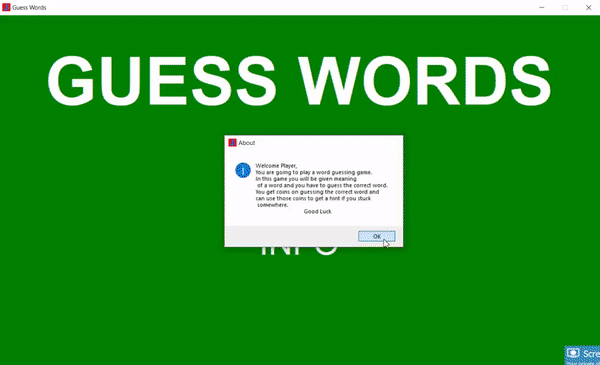 Guess Words
GUESS WORDS
About
Welcome Player,
You are going to play a word guessing game.
In this game you will be given meaning
of a word and you have to guess the correct word.
You get coins on guessing the correct word and
can use those coins to get a hint if you stuck
somewhere.
Good Luck
OK
INFO
Scre